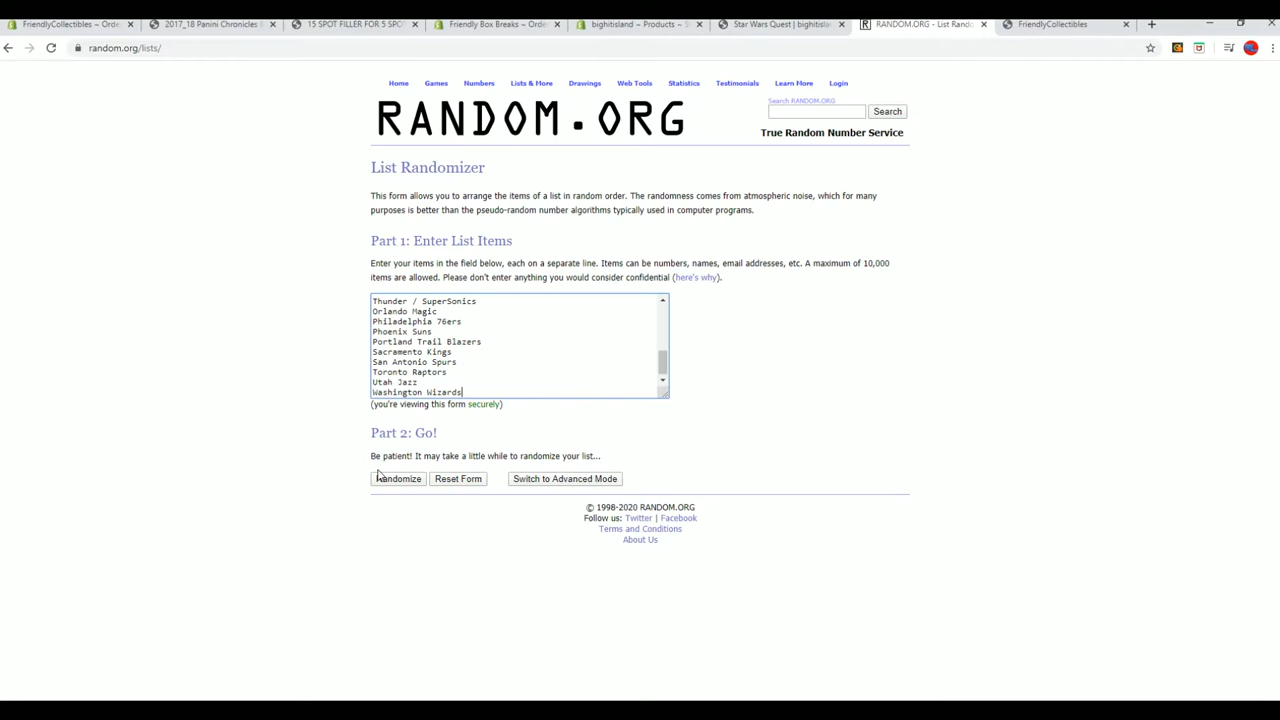 FriendlyCollectibles ~ Orde
2017_18 Panini Chronicles
15 SPOT FILLER FOR 5 SPO
Friendly Box Breaks ~ Orde
bighitisland ~ Products ~ S
Star Wars Quest | bighitisla
RANDOM.ORG - List Rando
FriendlyCollectibles
random.org/lists/
Home Games Numbers Lists & More Drawings Web Tools Statistics Testimonials Learn More Login
RANDOM.ORG
Search RANDOM.ORG
Search
True Random Number Service
List Randomizer
This form allows you to arrange the items of a list in random order. The randomness comes from atmospheric noise, which for many
purposes is better than the pseudo-random number algorithms typically used in computer programs.
Part 1: Enter List Items
Enter your items in the field below, each on a separate line. Items can be numbers, names, email addresses, etc. A maximum of 10,000
items are allowed. Please don't enter anything you would consider confidential (here's why).
Thunder / SuperSonics
Orlando Magic
Philadelphia 76ers
Phoenix Suns
Portland Trail Blazers
Sacramento Kings
San Antonio Spurs
Toronto Raptors
Utah Jazz
Washington Wizards
(you're viewing this form securely)
Part 2: Go!
Be patient! It may take a little while to randomize your list...
Randomize Reset Form Switch to Advanced Mode
© 1998-2020 RANDOM.ORG
Follow us: Twitter | Facebook
Terms and Conditions
About Us